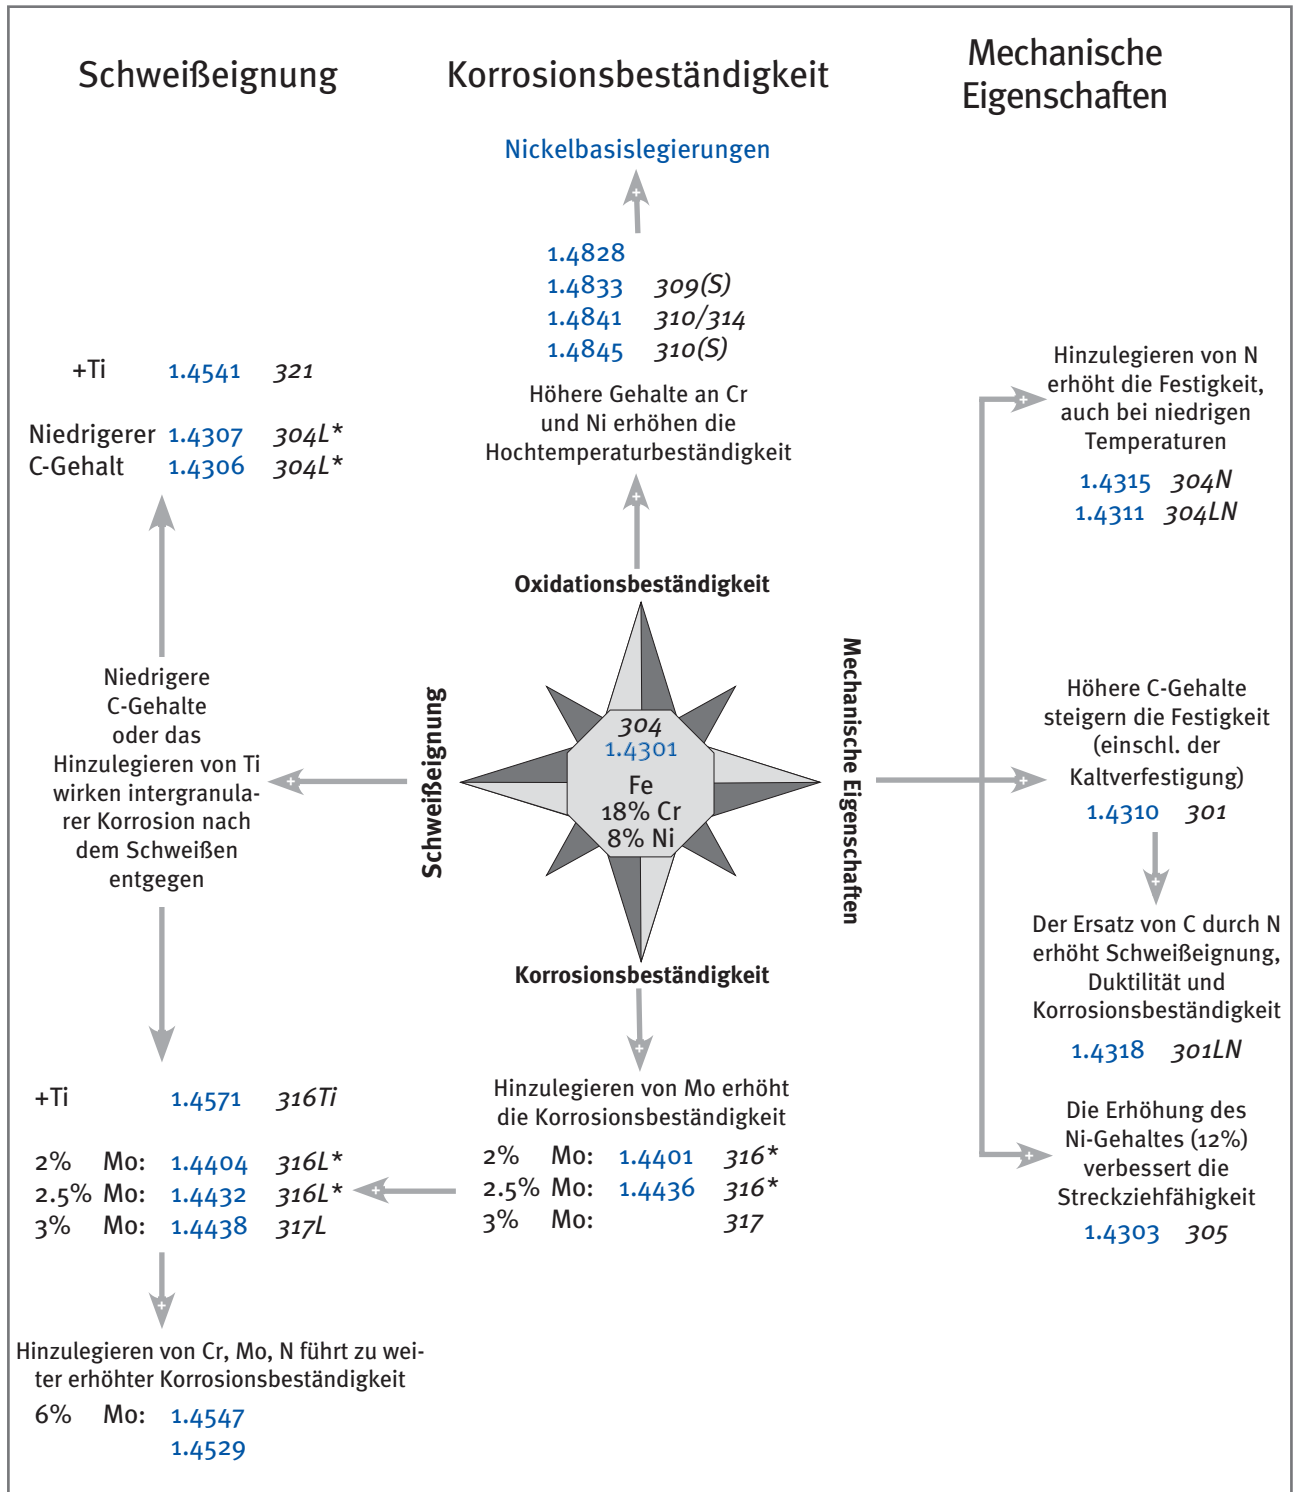 Schweißeignung
Korrosionsbeständigkeit
Mechanische
Eigenschaften
Nickelbasislegierungen
+
1.4828
1.4833 309(S)
1.4841 310/314
1.4845 310(S)
Höhere Gehalte an Cr
und Ni erhöhen die
Hochtemperaturbeständigkeit
+
Oxidationsbeständigkeit
+Ti 1.4541 321
Niedrigerer 1.4307 304L*
C-Gehalt 1.4306 304L*
Niedrigere
C-Gehalte
oder das
Hinzulegieren von Ti
wirken intergranula-
rer Korrosion nach
dem Schweißen
entgegen
+
Schweißeignung
304
1.4301
Fe
18% Cr
8% Ni
Mechanische Eigenschaften
+
Hinzulegieren von N
erhöht die Festigkeit,
auch bei niedrigen
Temperaturen
1.4315 304N
1.4311 304LN
+
Höhere C-Gehalte
steigern die Festigkeit
(einschl. der
Kaltverfestigung)
1.4310 301
+
Der Ersatz von C durch N
erhöht Schweißeignung,
Duktilität und
Korrosionsbeständigkeit
1.4318 301LN
+
Die Erhöhung des
Ni-Gehaltes (12%)
verbessert die
Streckziehfähigkeit
1.4303 305
Korrosionsbeständigkeit
+
Hinzulegieren von Mo erhöht
die Korrosionsbeständigkeit
2% Mo: 1.4401 316*
2.5% Mo: 1.4436 316*
3% Mo: 317
+
+Ti 1.4571 316Ti
2% Mo: 1.4404 316L*
2.5% Mo: 1.4432 316L*
3% Mo: 1.4438 317L
+
Hinzulegieren von Cr, Mo, N führt zu wei-
ter erhöhter Korrosionsbeständigkeit
6% Mo: 1.4547
1.4529